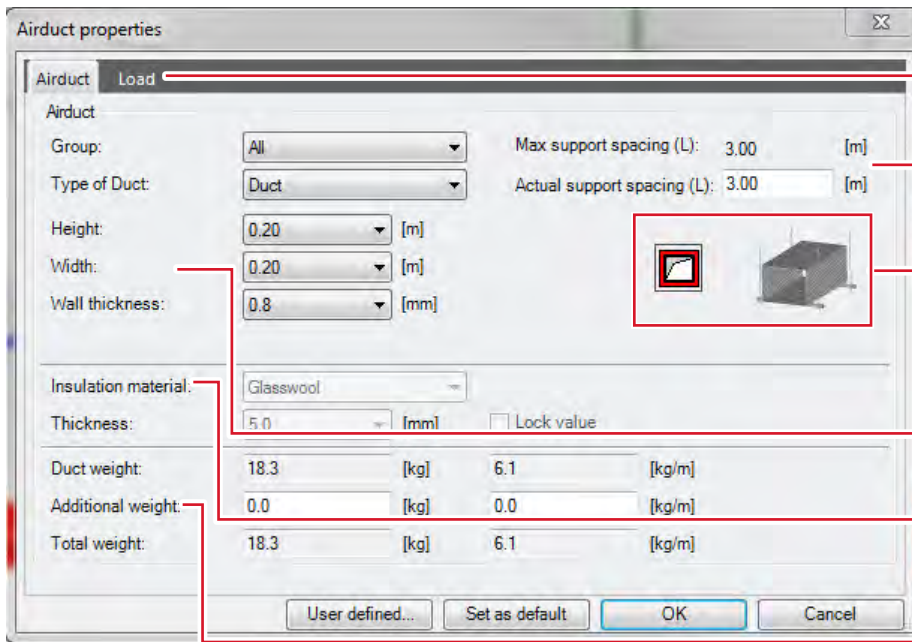 Airduct properties
Airduct Load
Airduct
Group: All Max support spacing (L): 3.00 [m]
Type of Duct: Duct Actual support spacing (L): 3.00 [m]
Height: 0.20 [m]
Width: 0.20 [m]
Wall thickness: 0.8 [mm]
Insulation material: Glasswool
Thickness: 5.0 [mm] Lock value
Duct weight: 18.3 [kg] 6.1 [kg/m]
Additional weight: 0.0 [kg] 0.0 [kg/m]
Total weight: 18.3 [kg] 6.1 [kg/m]
User defined... Set as default OK Cancel